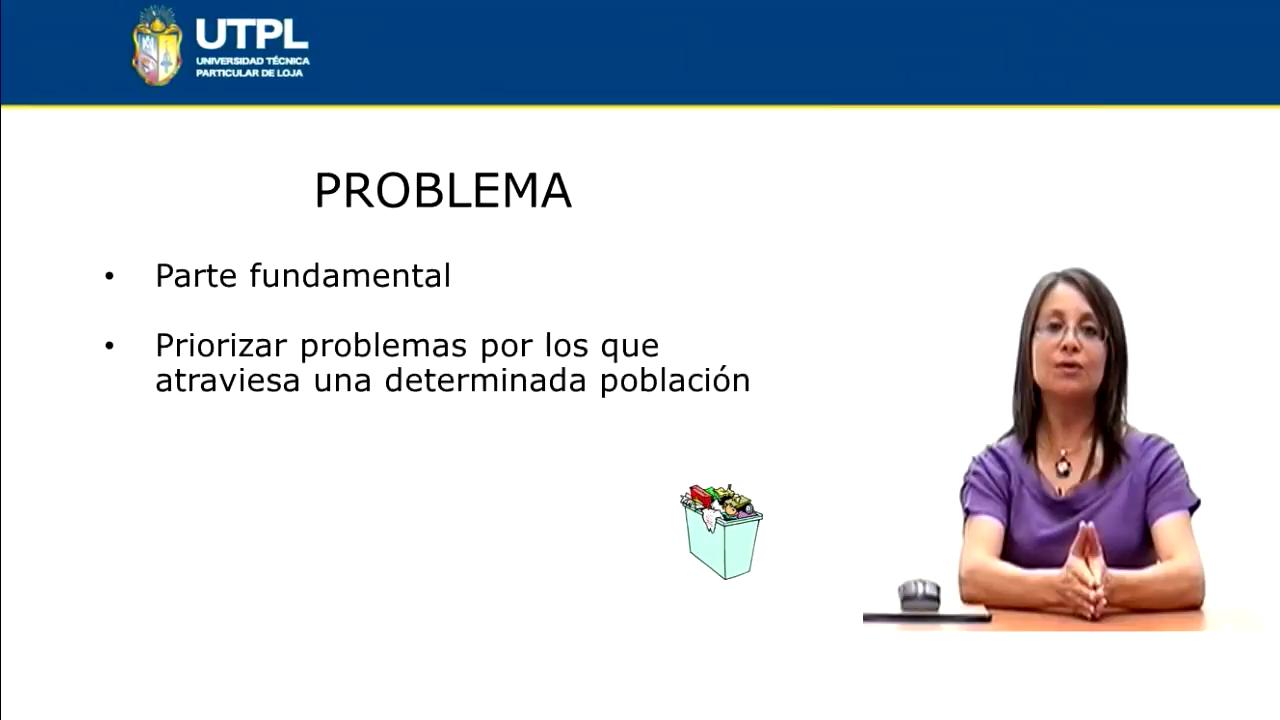 UTPL
UNIVERSIDAD TÉCNICA
PARTICULAR DE LOJA
PROBLEMA
• Parte fundamental
• Priorizar problemas por los que
atraviesa una determinada población